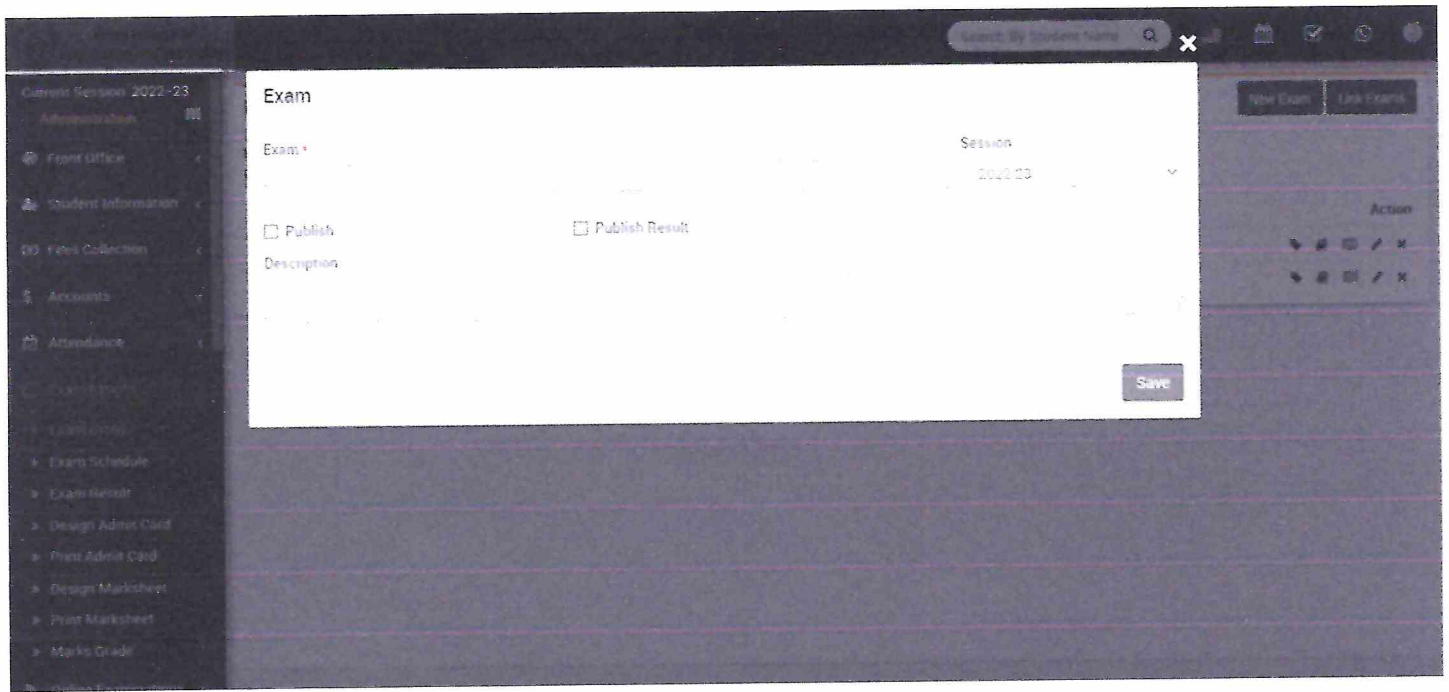 Search By Student Name
Current Session 2022-23
Administration
Front Office
Student Information
Fees Collection
$ Accounts
Attendance
Exam Schedule
Exam Result
Design Admit Card
Print Admit Card
Design Marksheet
Print Marksheet
Marks Grade
Exam
Exam *
Session
2022-23
Publish
Publish Result
Description
Save
New Exam
Link Exams
Action